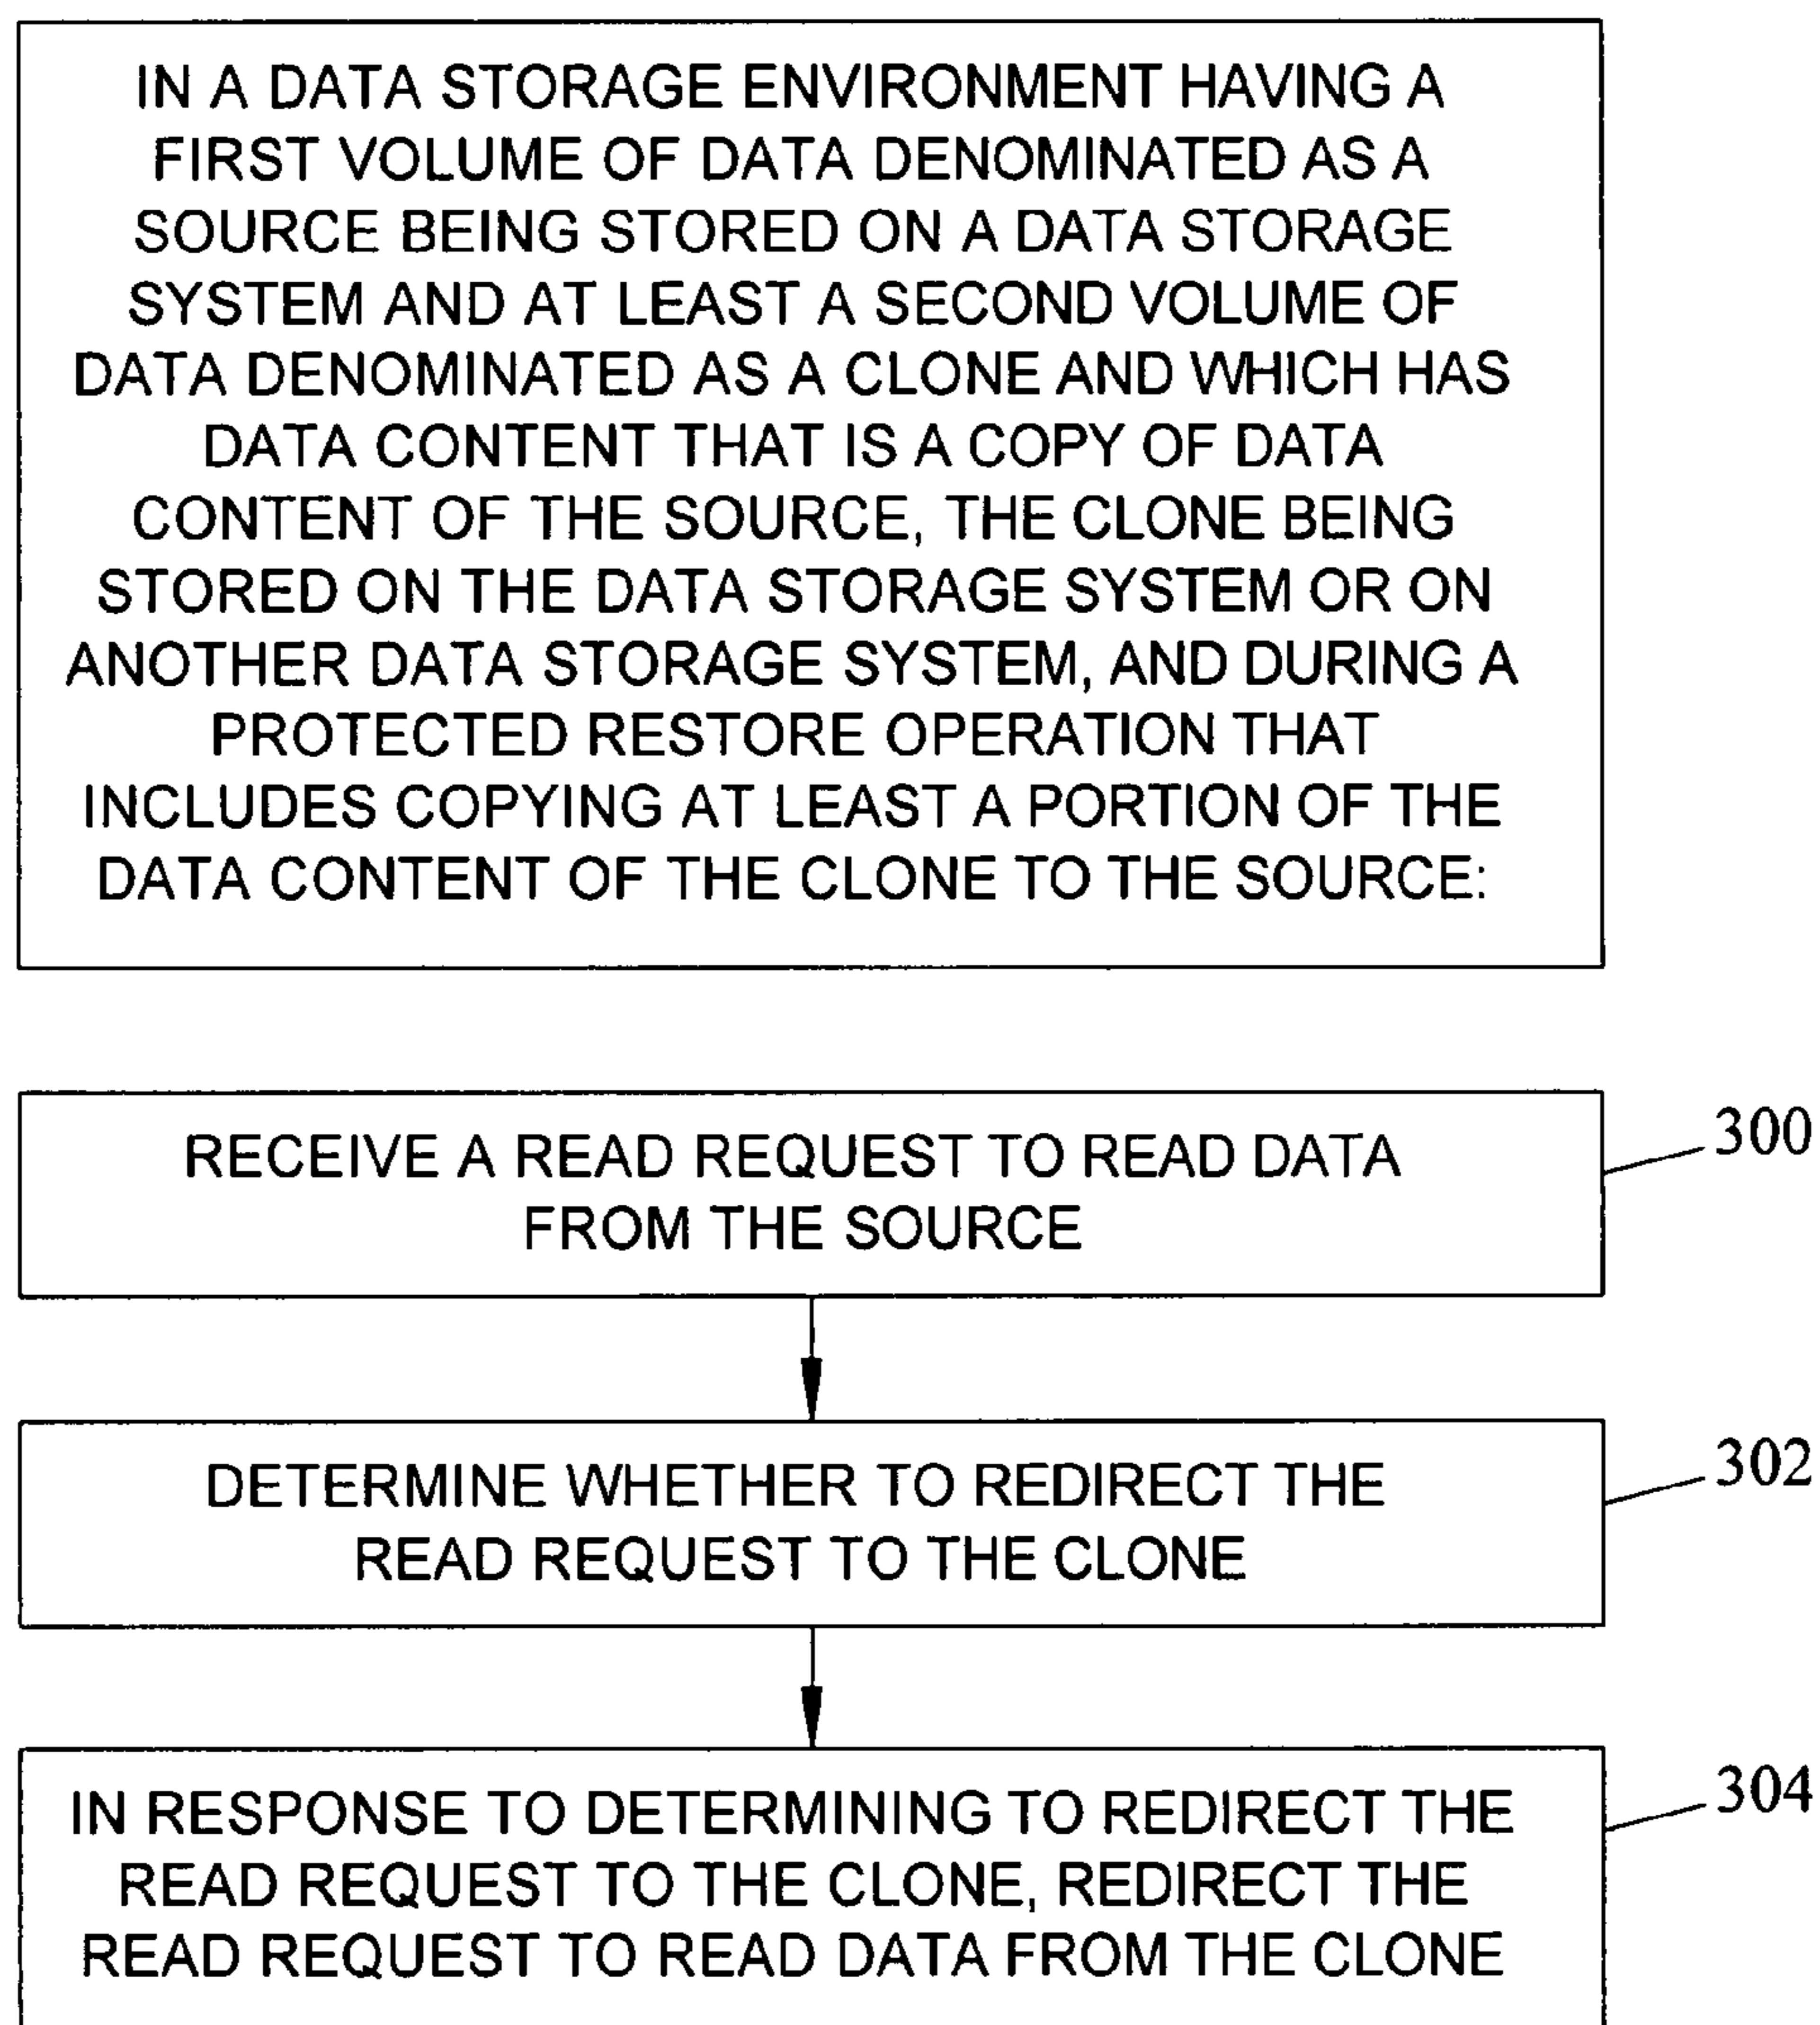 IN A DATA STORAGE ENVIRONMENT HAVING A
FIRST VOLUME OF DATA DENOMINATED AS A
SOURCE BEING STORED ON A DATA STORAGE
SYSTEM AND AT LEAST A SECOND VOLUME OF
DATA DENOMINATED AS A CLONE AND WHICH HAS
DATA CONTENT THAT IS A COPY OF DATA
CONTENT OF THE SOURCE, THE CLONE BEING
STORED ON THE DATA STORAGE SYSTEM OR ON
ANOTHER DATA STORAGE SYSTEM, AND DURING A
PROTECTED RESTORE OPERATION THAT
INCLUDES COPYING AT LEAST A PORTION OF THE
DATA CONTENT OF THE CLONE TO THE SOURCE:
RECEIVE A READ REQUEST TO READ DATA
FROM THE SOURCE
300
DETERMINE WHETHER TO REDIRECT THE
READ REQUEST TO THE CLONE
302
IN RESPONSE TO DETERMINING TO REDIRECT THE
READ REQUEST TO THE CLONE, REDIRECT THE
READ REQUEST TO READ DATA FROM THE CLONE
304